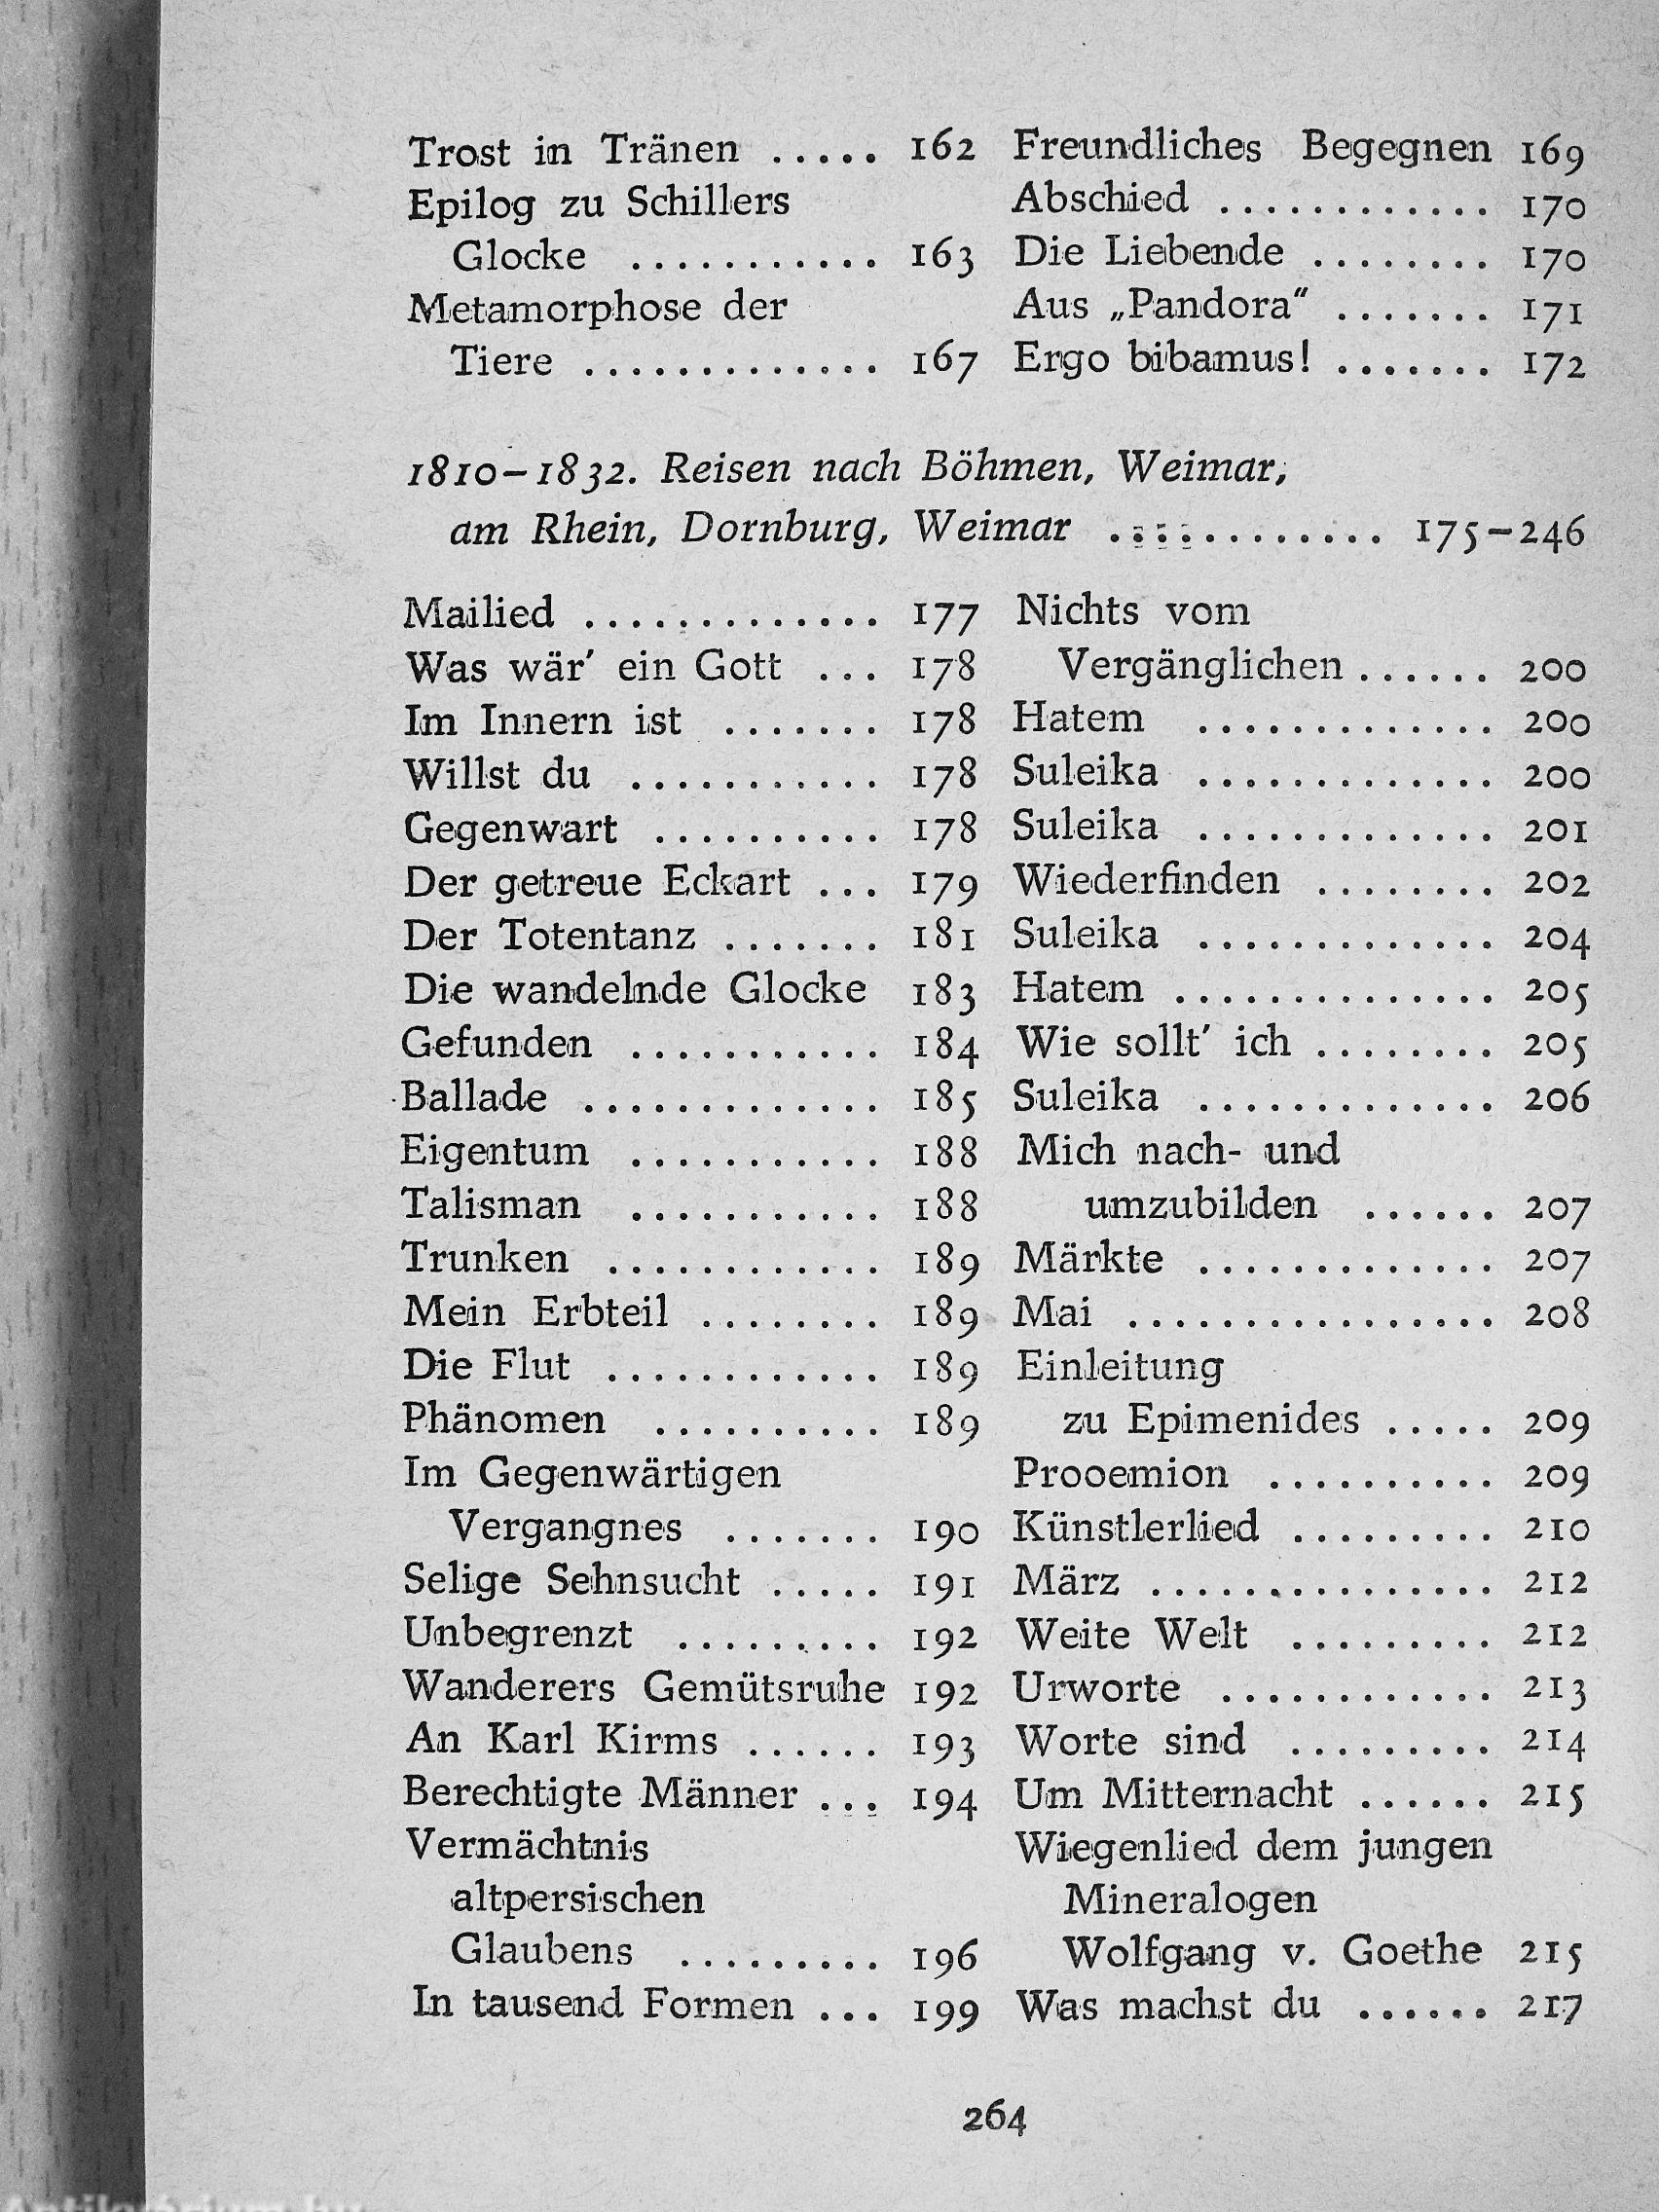 Trost in Tränen ..... 162
Epilog zu Schillers
Glocke ........... 163
Metamorphose der
Tiere ............. 167
Freundliches Begegnen 169
Abschied ............ 170
Die Liebende ........ 170
Aus „Pandora“ ....... 171
Ergo bibamus! ....... 172
1810–1832. Reisen nach Böhmen, Weimar,
am Rhein, Dornburg, Weimar ............ 175–246
Mailied ............. 177
Was wär’ ein Gott ... 178
Im Innern ist ....... 178
Willst du ........... 178
Gegenwart .......... 178
Der getreue Eckart ... 179
Der Totentanz ....... 181
Die wandelnde Glocke 183
Gefunden ........... 184
Ballade ............. 185
Eigentum ........... 188
Talisman ........... 188
Trunken ............ 189
Mein Erbteil ........ 189
Die Flut ............ 189
Phänomen .......... 189
Im Gegenwärtigen
Vergangnes ....... 190
Selige Sehnsucht ..... 191
Unbegrenzt ......... 192
Wanderers Gemütsruhe 192
An Karl Kirms ...... 193
Berechtigte Männer ... 194
Vermächtnis
altpersischen
Glaubens ......... 196
In tausend Formen ... 199
Nichts vom
Vergänglichen ...... 200
Hatem ............. 200
Suleika ............. 200
Suleika ............. 201
Wiederfinden ........ 202
Suleika ............. 204
Hatem .............. 205
Wie sollt’ ich ........ 205
Suleika ............. 206
Mich nach- und
umzubilden ...... 207
Märkte ............. 207
Mai ................ 208
Einleitung
zu Epimenides ..... 209
Prooemion .......... 209
Künstlerlied ......... 210
März ............... 212
Weite Welt ......... 212
Urworte ............ 213
Worte sind ......... 214
Um Mitternacht ...... 215
Wiegenlied dem jungen
Mineralogen
Wolfgang v. Goethe 215
Was machst du ...... 217
264